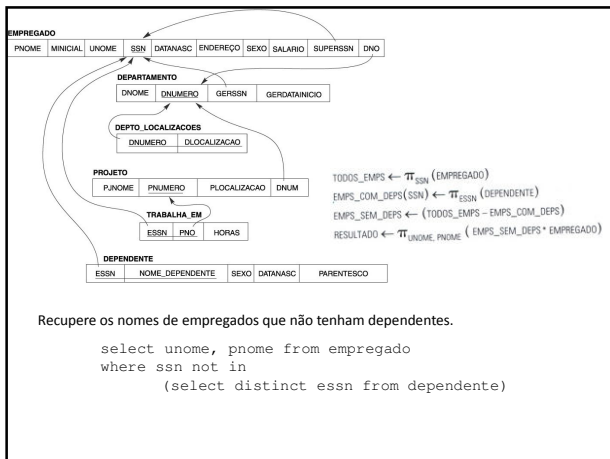 EMPREGADO
PNOME MINICIAL UNOME SSN DATANASC ENDEREÇO SEXO SALARIO SUPERSSN DNO
DEPARTAMENTO
DNOME DNUMERO GERSSN GERDATAINICIO
DEPTO_LOCALIZACOES
DNUMERO DLOCALIZACAO
PROJETO
PJNOME PNUMERO PLOCALIZACAO DNUM
TRABALHA_EM
ESSN PNO HORAS
DEPENDENTE
ESSN NOME_DEPENDENTE SEXO DATANASC PARENTESCO
TODOS_EMPS ← π SSN (EMPREGADO)
EMPS_COM_DEPS(SSN) ← π ESSN (DEPENDENTE)
EMPS_SEM_DEPS ← (TODOS_EMPS – EMPS_COM_DEPS)
RESULTADO ← π UNOME, PNOME ( EMPS_SEM_DEPS * EMPREGADO)
Recupere os nomes de empregados que não tenham dependentes.
select unome, pnome from empregado
where ssn not in
(select distinct essn from dependente)